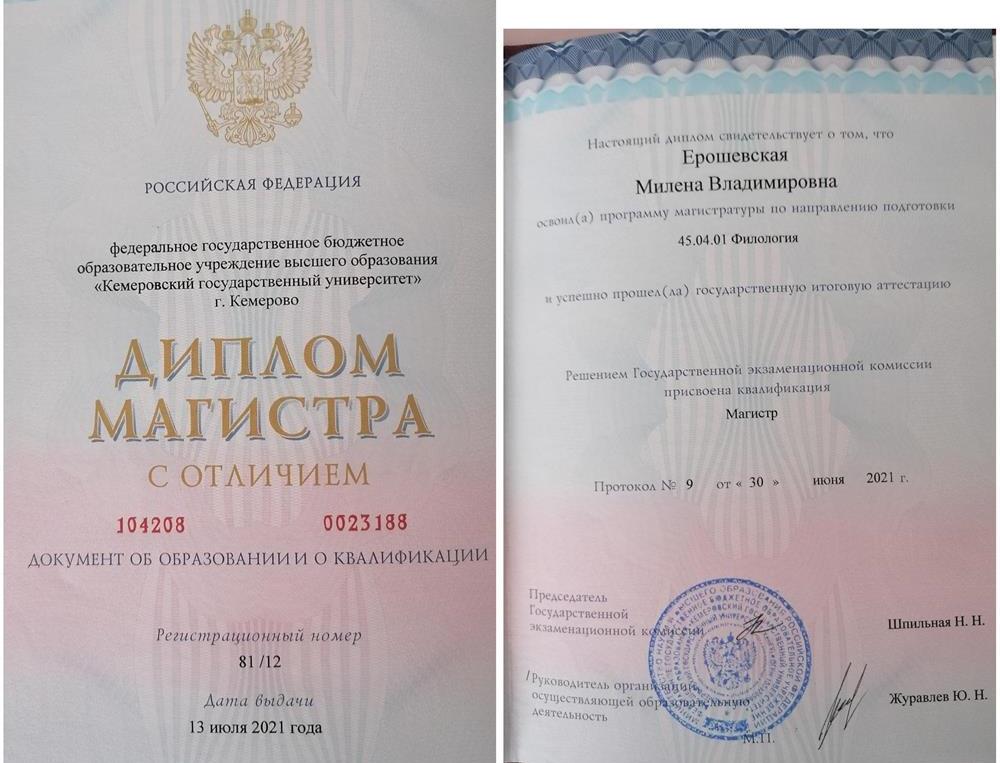 РОССИЙСКАЯ ФЕДЕРАЦИЯ
федеральное государственное бюджетное
образовательное учреждение высшего образования
«Кемеровский государственный университет»
г. Кемерово
ДИПЛОМ
МАГИСТРА
С ОТЛИЧИЕМ
104208 0023188
ДОКУМЕНТ ОБ ОБРАЗОВАНИИ И О КВАЛИФИКАЦИИ
Регистрационный номер
81 /12
Дата выдачи
13 июля 2021 года
Настоящий диплом свидетельствует о том, что
Ерошевская
Милена Владимировна
освоил(а) программу магистратуры по направлению подготовки
45.04.01 Филология
и успешно прошел(ла) государственную итоговую аттестацию
Решением Государственной экзаменационной комиссии
присвоена квалификация
Магистр
Протокол № 9 от « 30 » июня 2021 г.
Председатель
Государственной
экзаменационной комиссии
Шпильная Н. Н.
Руководитель организации,
осуществляющей образовательную
деятельность
Журавлев Ю. Н.
М.П.